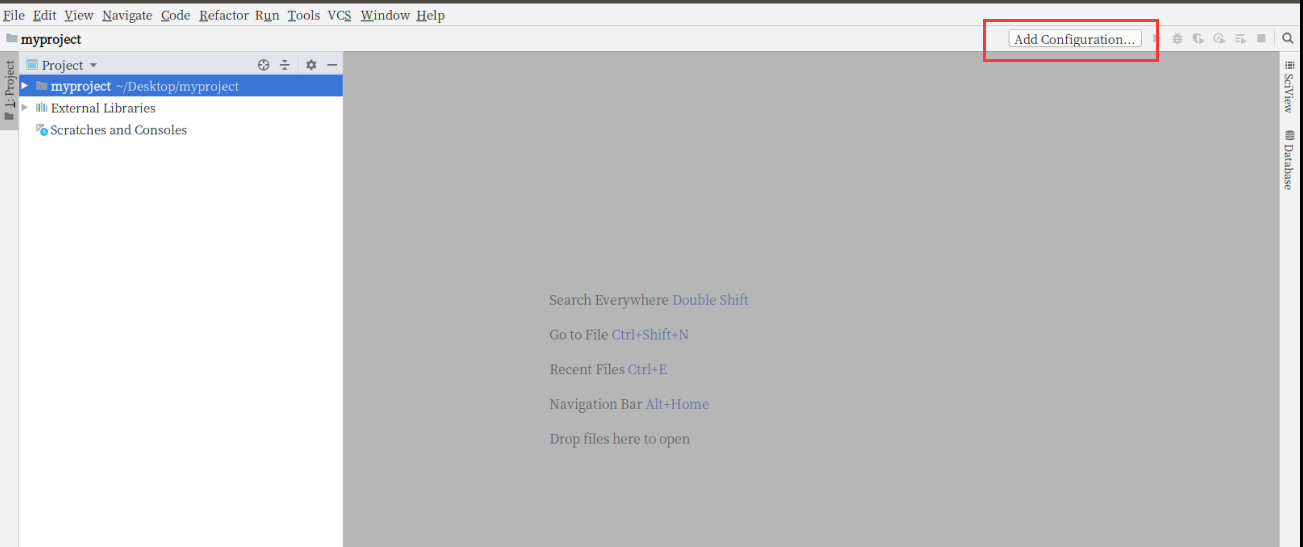 File Edit View Navigate Code Refactor Run Tools VCS Window Help
myproject
Add Configuration...
1: Project
Project
myproject ~/Desktop/myproject
External Libraries
Scratches and Consoles
Search Everywhere Double Shift
Go to File Ctrl+Shift+N
Recent Files Ctrl+E
Navigation Bar Alt+Home
Drop files here to open
SciView
Database